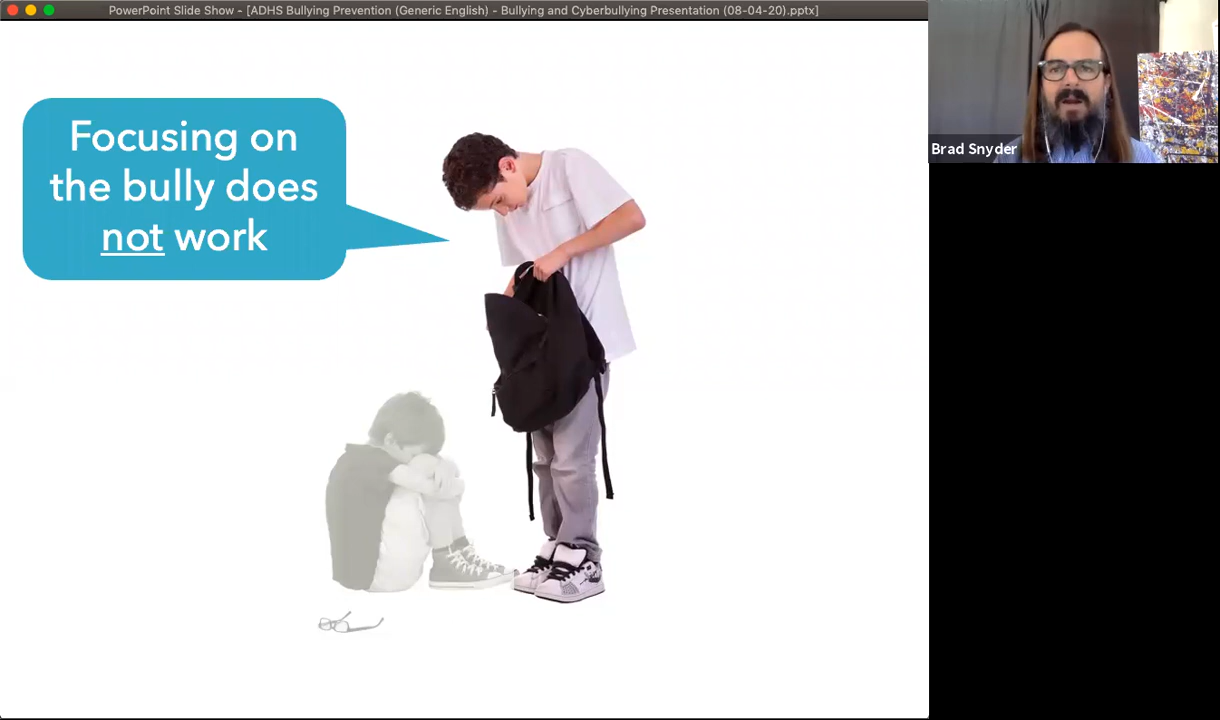 PowerPoint Slide Show - [ADHS Bullying Prevention (Generic English) - Bullying and Cyberbullying Presentation (08-04-20).pptx]
Focusing on
the bully does
not work
Brad Snyder